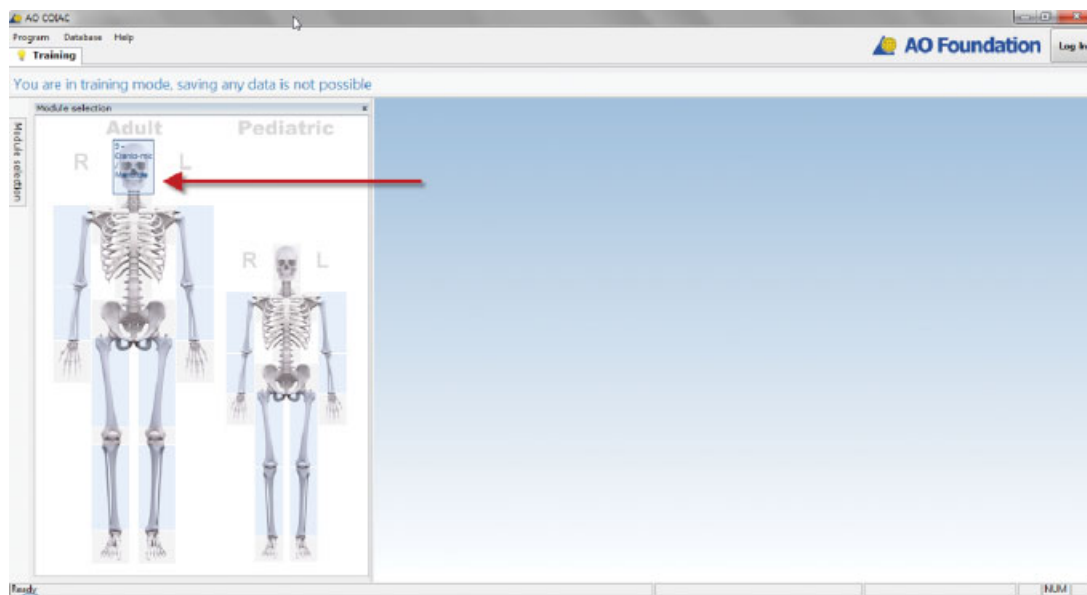 AO COIAC
Program Database Help
Training
AO Foundation
Log In
You are in training mode, saving any data is not possible
Module selection
Module selection
Adult Pediatric
R L
R L
Ready
NUM